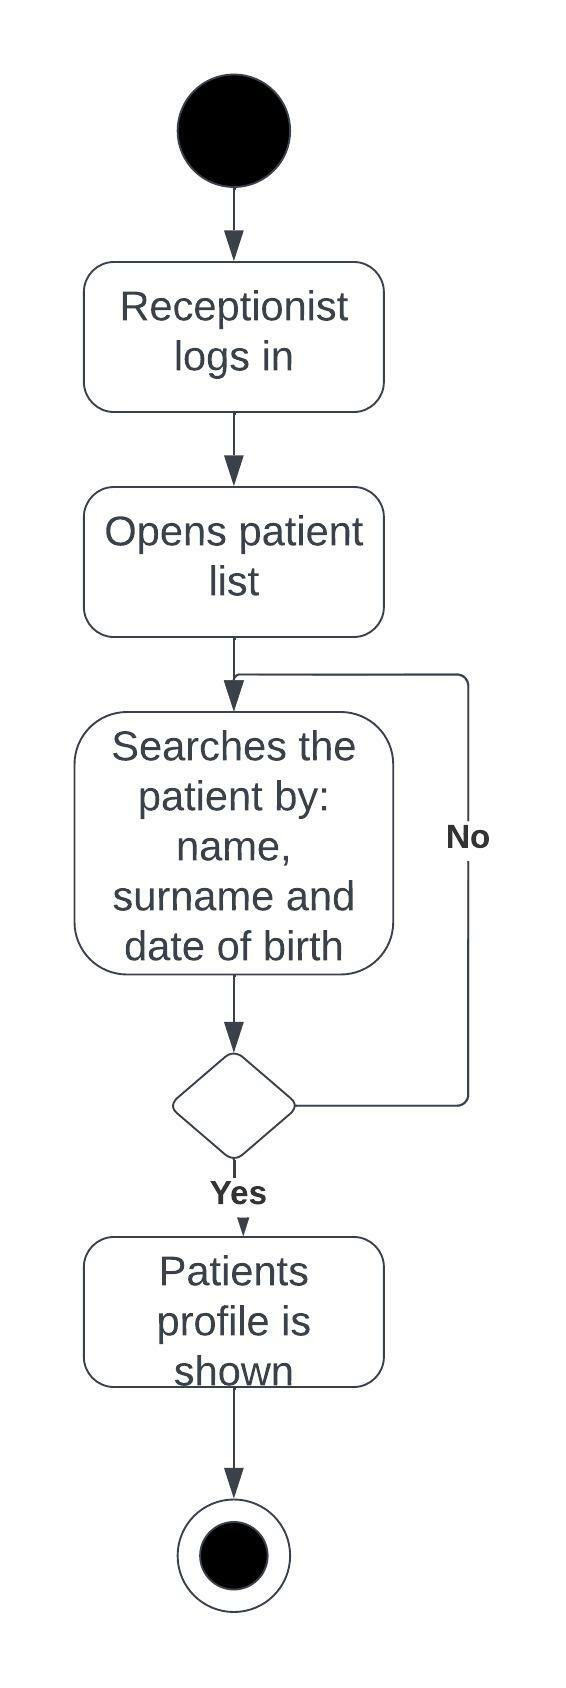 Receptionist
logs in
Opens patient
list
Searches the
patient by:
name,
surname and
date of birth
No
Yes
Patients
profile is
shown